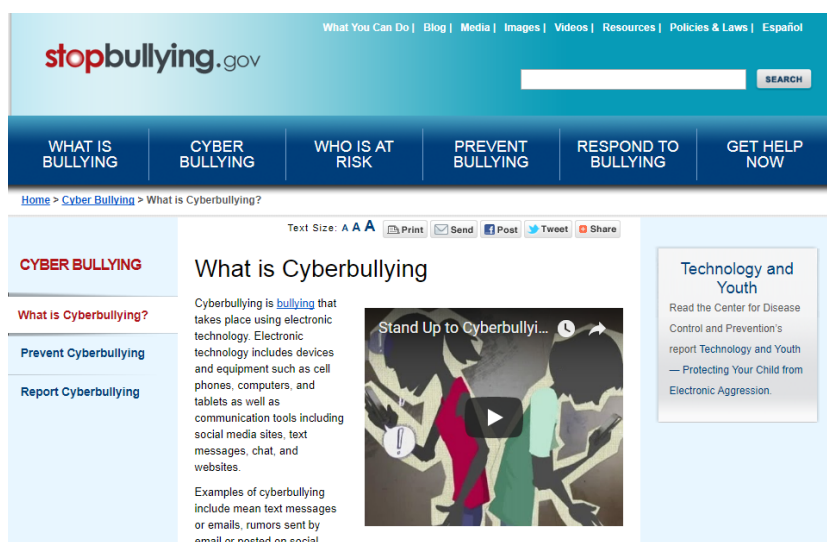 What You Can Do | Blog | Media | Images | Videos | Resources | Policies & Laws | Español
stopbullying.gov
SEARCH
WHAT IS BULLYING
CYBER BULLYING
WHO IS AT RISK
PREVENT BULLYING
RESPOND TO BULLYING
GET HELP NOW
Home > Cyber Bullying > What is Cyberbullying?
Text Size: A A A Print Send Post Tweet Share
CYBER BULLYING
What is Cyberbullying?
Prevent Cyberbullying
Report Cyberbullying
What is Cyberbullying
Cyberbullying is bullying that
takes place using electronic
technology. Electronic
technology includes devices
and equipment such as cell
phones, computers, and
tablets as well as
communication tools including
social media sites, text
messages, chat, and
websites.
Examples of cyberbullying
include mean text messages
or emails, rumors sent by
email or posted on social
Stand Up to Cyberbullyi...
Technology and
Youth
Read the Center for Disease
Control and Prevention's
report Technology and Youth
— Protecting Your Child from
Electronic Aggression.